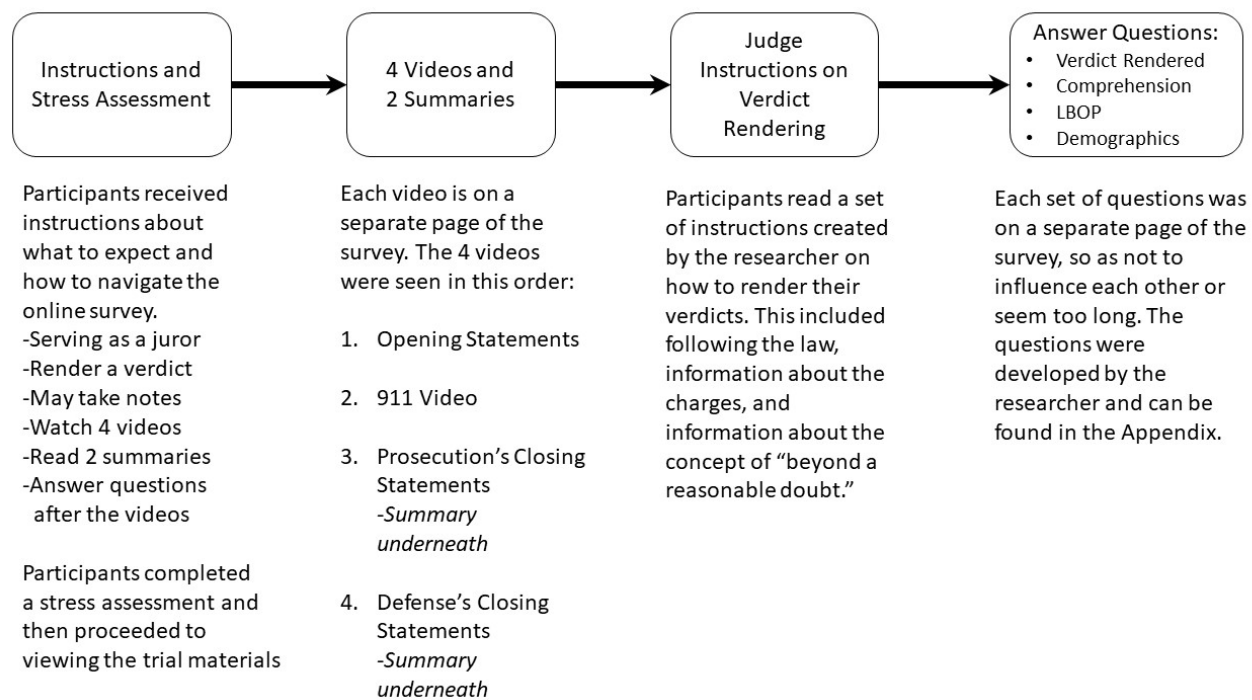 Instructions and
Stress Assessment
4 Videos and
2 Summaries
Judge
Instructions on
Verdict
Rendering
Answer Questions:
• Verdict Rendered
• Comprehension
• LBOP
• Demographics
Participants received
instructions about
what to expect and
how to navigate the
online survey.
-Serving as a juror
-Render a verdict
-May take notes
-Watch 4 videos
-Read 2 summaries
-Answer questions
after the videos
Participants completed
a stress assessment and
then proceeded to
viewing the trial materials
Each video is on a
separate page of the
survey. The 4 videos
were seen in this order:
1. Opening Statements
2. 911 Video
3. Prosecution’s Closing
Statements
-Summary
underneath
4. Defense’s Closing
Statements
-Summary
underneath
Participants read a set
of instructions created
by the researcher on
how to render their
verdicts. This included
following the law,
information about the
charges, and
information about the
concept of “beyond a
reasonable doubt.”
Each set of questions was
on a separate page of the
survey, so as not to
influence each other or
seem too long. The
questions were
developed by the
researcher and can be
found in the Appendix.